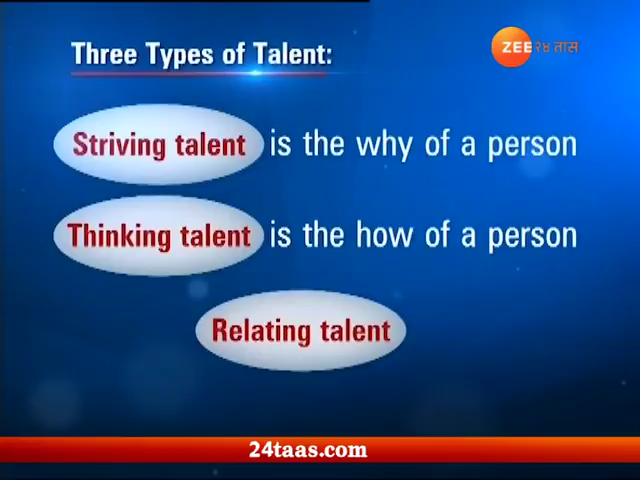 Three Types of Talent:
ZEE २४ तास
Striving talent is the why of a person
Thinking talent is the how of a person
Relating talent
24taas.com